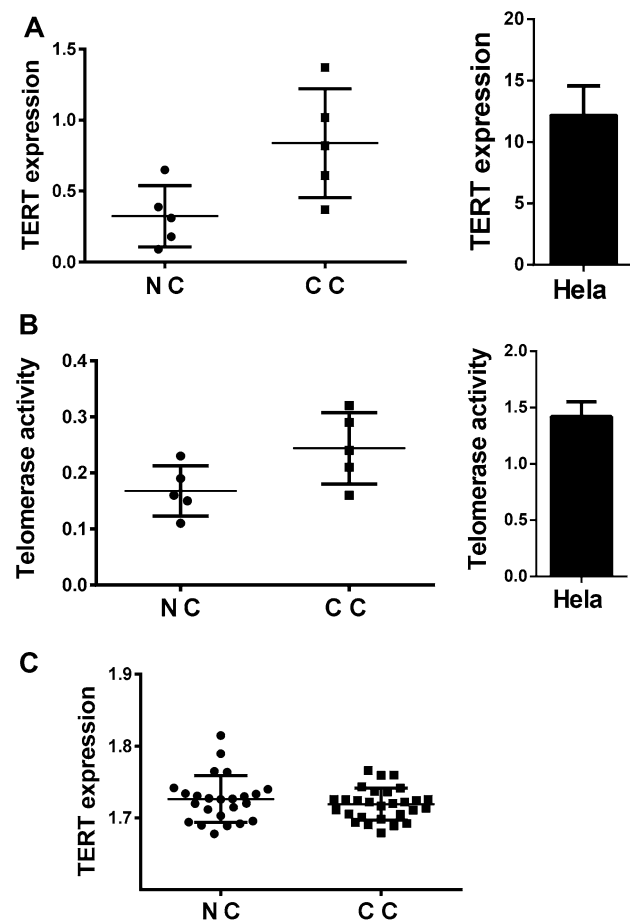 A
TERT expression
1.5
1.0
0.5
0.0
N C
C C
TERT expression
20
15
10
5
0
Hela
B
Telomerase activity
0.4
0.3
0.2
0.1
0.0
N C
C C
Telomerase activity
2.0
1.5
1.0
0.5
0.0
Hela
C
TERT expression
1.9
1.8
1.7
N C
C C